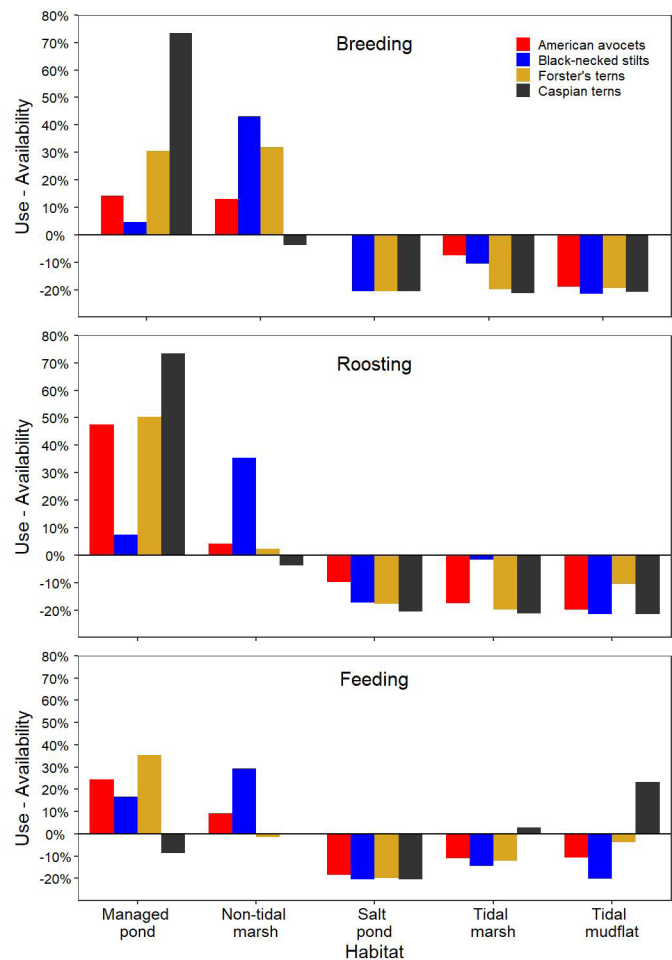 Breeding
American avocets
Black-necked stilts
Forster's terns
Caspian terns
Use - Availability
80%
70%
60%
50%
40%
30%
20%
10%
0%
-10%
-20%
Roosting
Use - Availability
80%
70%
60%
50%
40%
30%
20%
10%
0%
-10%
-20%
Feeding
Use - Availability
80%
70%
60%
50%
40%
30%
20%
10%
0%
-10%
-20%
Managed Non-tidal Salt Tidal Tidal
pond marsh pond marsh mudflat
Habitat